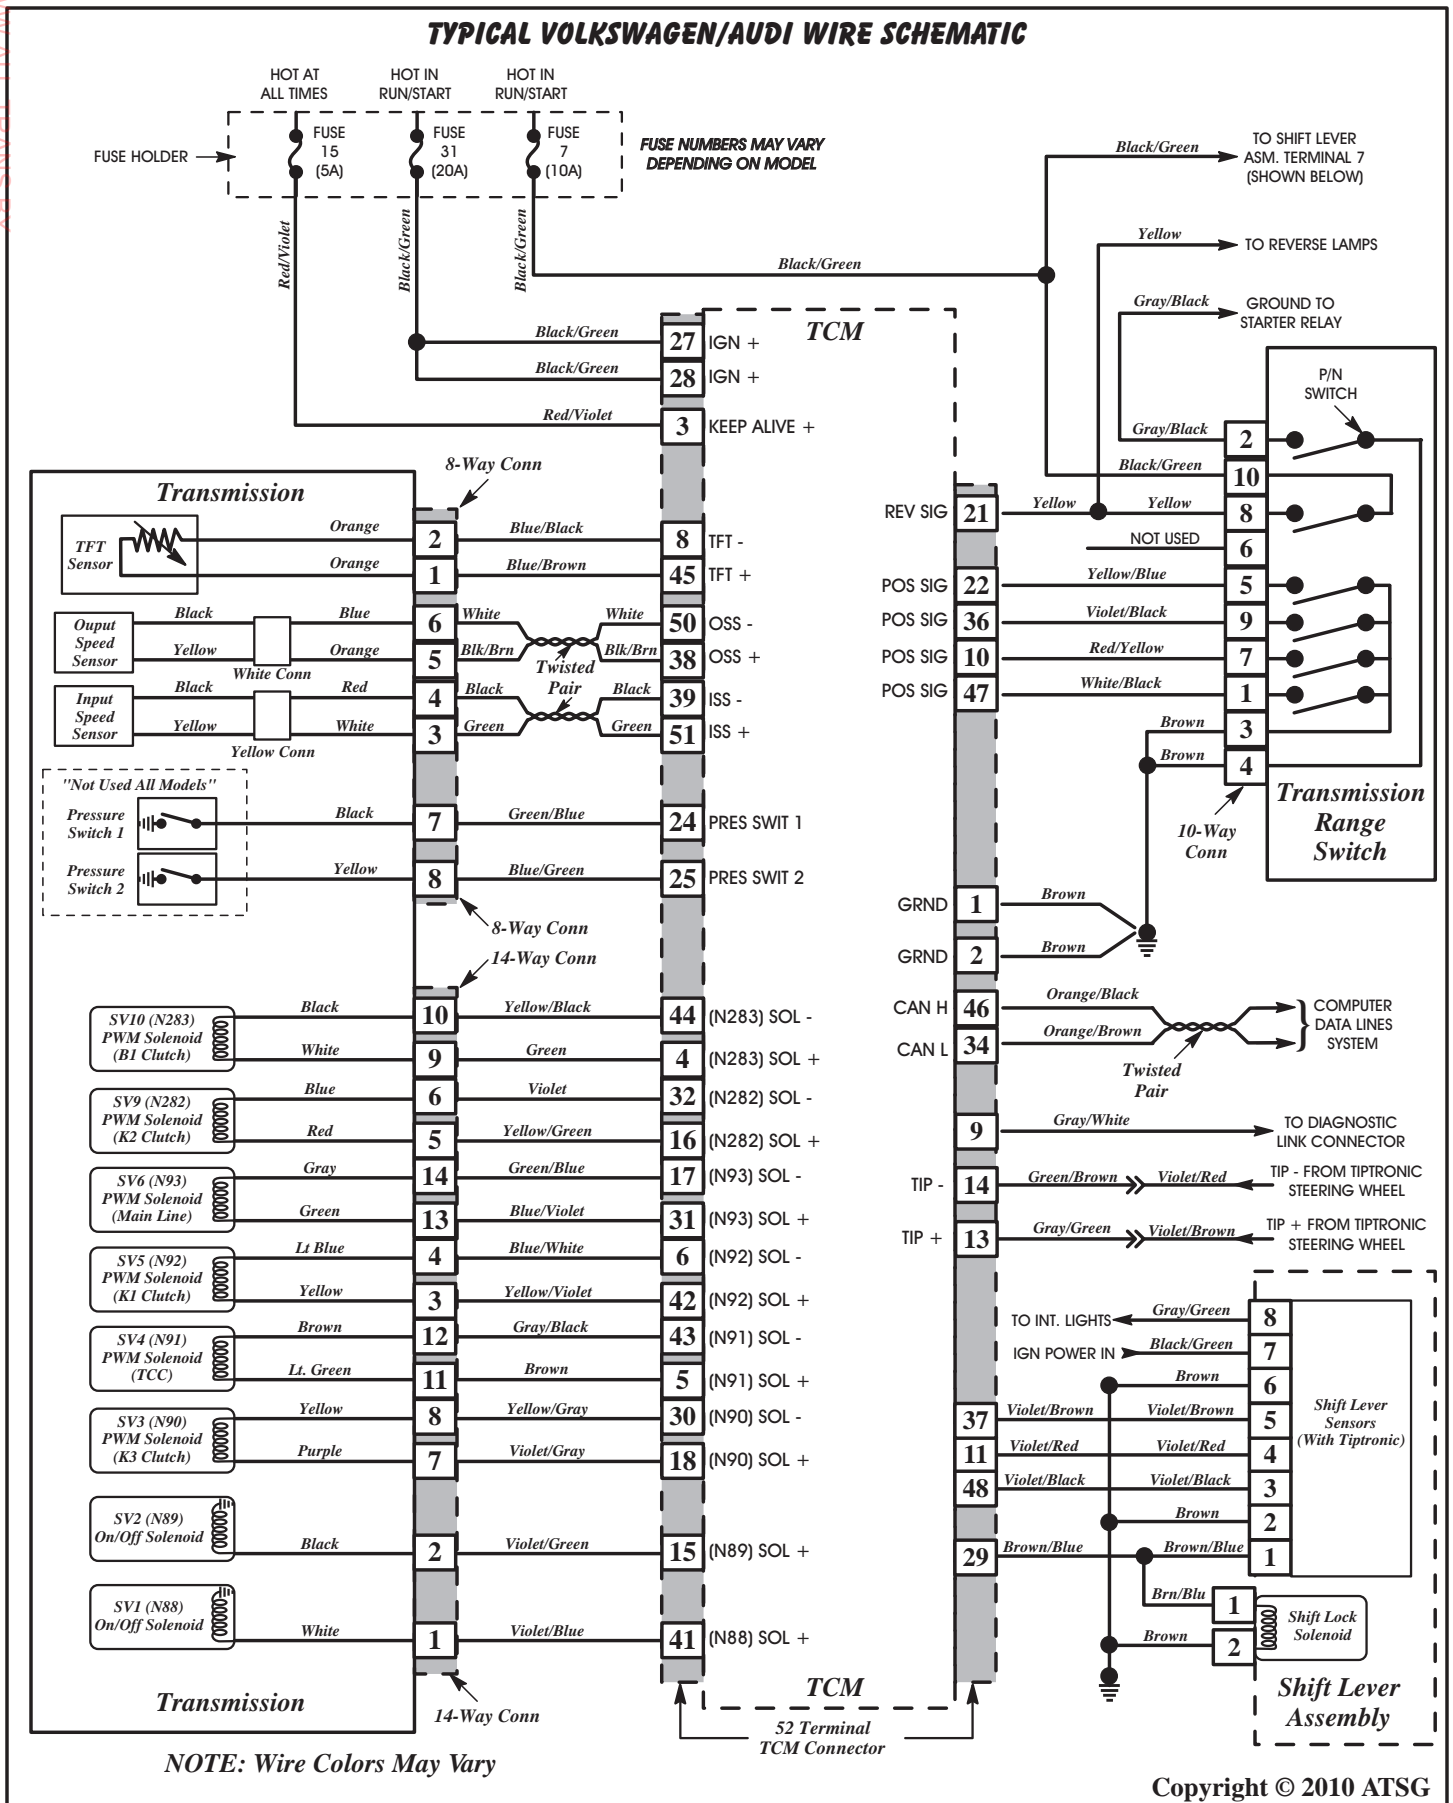 TYPICAL VOLKSWAGEN/AUDI WIRE SCHEMATIC
HOT AT
ALL TIMES
HOT IN
RUN/START
HOT IN
RUN/START
FUSE HOLDER
FUSE
15
(5A)
FUSE
31
(20A)
FUSE
7
(10A)
FUSE NUMBERS MAY VARY
DEPENDING ON MODEL
Red/Violet
Black/Green
Black/Green
Black/Green
Black/Green
TO SHIFT LEVER
ASM. TERMINAL 7
(SHOWN BELOW)
Yellow
TO REVERSE LAMPS
Gray/Black
GROUND TO
STARTER RELAY
TCM
Black/Green 27 IGN +
Black/Green 28 IGN +
Red/Violet 3 KEEP ALIVE +
P/N
SWITCH
Gray/Black 2
Black/Green 10
REV SIG 21 Yellow Yellow 8
NOT USED 6
POS SIG 22 Yellow/Blue 5
POS SIG 36 Violet/Black 9
POS SIG 10 Red/Yellow 7
POS SIG 47 White/Black 1
Brown 3
Brown 4
10-Way
Conn
Transmission
Range
Switch
Transmission
8-Way Conn
TFT
Sensor
Orange 2 Blue/Black 8 TFT -
Orange 1 Blue/Brown 45 TFT +
Ouput
Speed
Sensor
Black Blue 6 White White 50 OSS -
Yellow Orange 5 Blk/Brn Blk/Brn 38 OSS +
White Conn
Twisted
Pair
Input
Speed
Sensor
Black Red 4 Black Black 39 ISS -
Yellow White 3 Green Green 51 ISS +
Yellow Conn
"Not Used All Models"
Pressure
Switch 1
Black 7 Green/Blue 24 PRES SWIT 1
Pressure
Switch 2
Yellow 8 Blue/Green 25 PRES SWIT 2
8-Way Conn
14-Way Conn
GRND 1 Brown
GRND 2 Brown
CAN H 46 Orange/Black
CAN L 34 Orange/Brown
Twisted
Pair
COMPUTER
DATA LINES
SYSTEM
9 Gray/White
TO DIAGNOSTIC
LINK CONNECTOR
TIP - 14 Green/Brown Violet/Red
TIP - FROM TIPTRONIC
STEERING WHEEL
TIP + 13 Gray/Green Violet/Brown
TIP + FROM TIPTRONIC
STEERING WHEEL
SV10 (N283)
PWM Solenoid
(B1 Clutch)
Black 10 Yellow/Black 44 (N283) SOL -
White 9 Green 4 (N283) SOL +
SV9 (N282)
PWM Solenoid
(K2 Clutch)
Blue 6 Violet 32 (N282) SOL -
Red 5 Yellow/Green 16 (N282) SOL +
SV6 (N93)
PWM Solenoid
(Main Line)
Gray 14 Green/Blue 17 (N93) SOL -
Green 13 Blue/Violet 31 (N93) SOL +
SV5 (N92)
PWM Solenoid
(K1 Clutch)
Lt Blue 4 Blue/White 6 (N92) SOL -
Yellow 3 Yellow/Violet 42 (N92) SOL +
SV4 (N91)
PWM Solenoid
(TCC)
Brown 12 Gray/Black 43 (N91) SOL -
Lt. Green 11 Brown 5 (N91) SOL +
SV3 (N90)
PWM Solenoid
(K3 Clutch)
Yellow 8 Yellow/Gray 30 (N90) SOL -
Purple 7 Violet/Gray 18 (N90) SOL +
SV2 (N89)
On/Off Solenoid
Black 2 Violet/Green 15 (N89) SOL +
SV1 (N88)
On/Off Solenoid
White 1 Violet/Blue 41 (N88) SOL +
Transmission
14-Way Conn
TO INT. LIGHTS Gray/Green 8
IGN POWER IN Black/Green 7
Brown 6
37 Violet/Brown Violet/Brown 5
11 Violet/Red Violet/Red 4
48 Violet/Black Violet/Black 3
Brown 2
29 Brown/Blue Brown/Blue 1
Shift Lever
Sensors
(With Tiptronic)
Brn/Blu 1
Brown 2
Shift Lock
Solenoid
Shift Lever
Assembly
TCM
52 Terminal
TCM Connector
NOTE: Wire Colors May Vary
Copyright © 2010 ATSG